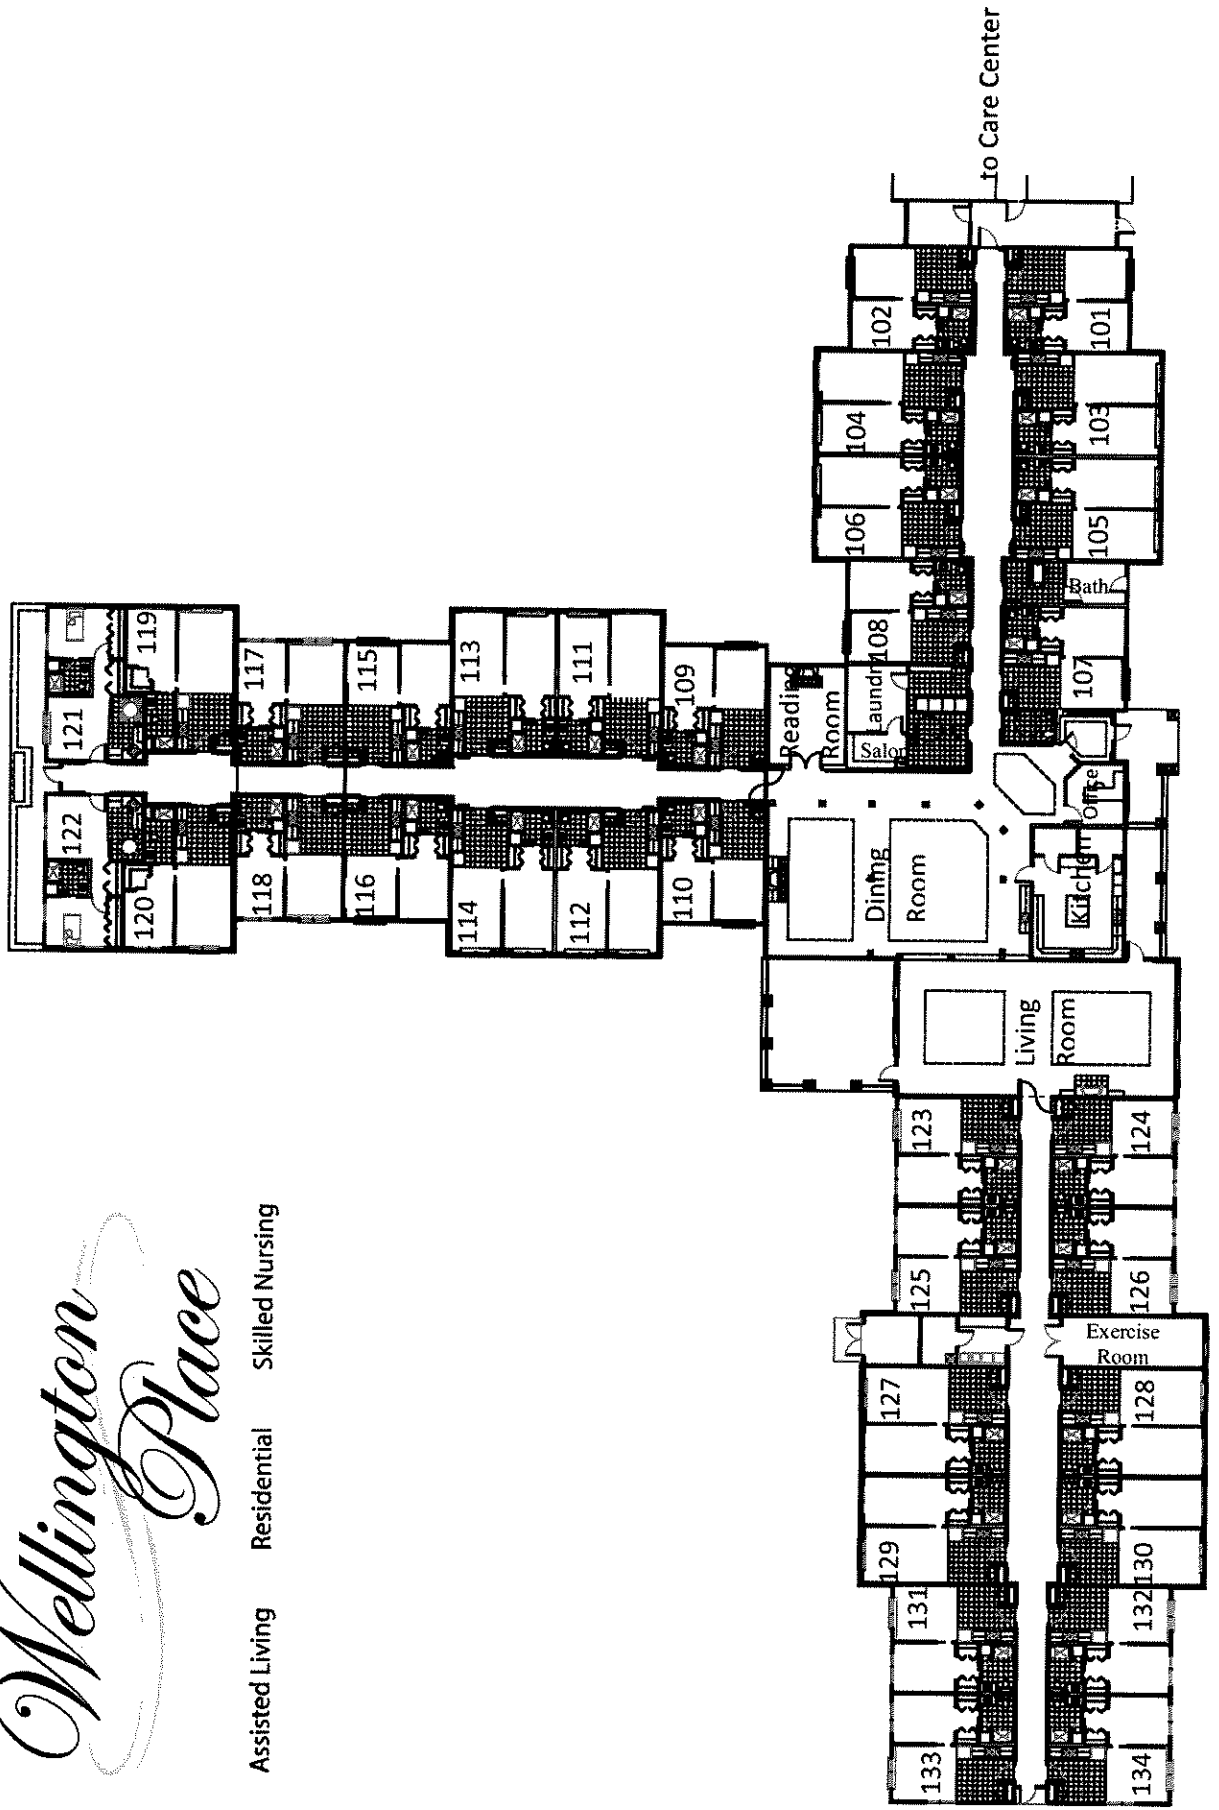 Wellington
Place
Assisted Living Residential Skilled Nursing
122
121
120
119
118
117
116
115
114
113
112
111
110
109
Reading
Room
Dining
Room
Salon
Laundry
108
106
104
102
to Care Center
Kitchen
Office
107
Bath
105
103
101
Living
Room
123
125
127
129
131
133
124
126
Exercise
Room
128
130
132
134